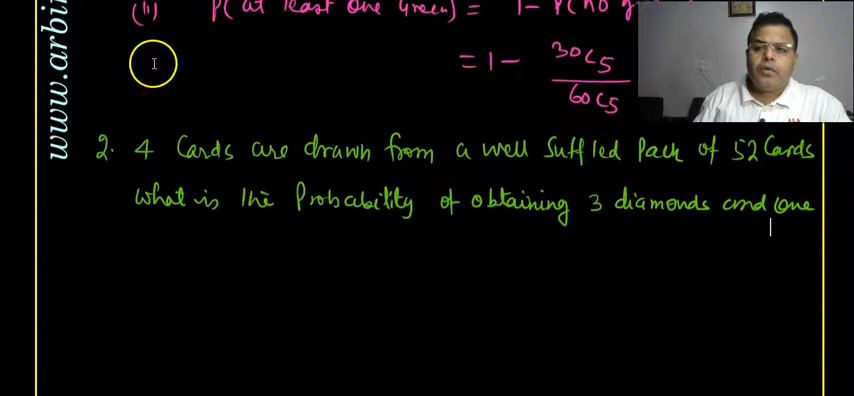 (ii) P( at least one Green) = 1-P(no g
= 1 - 30C5
60C5
2. 4 Cards are drawn from a well Suffled Pack of 52 Cards
What is the Probability of obtaining 3 diamonds and one
www.arbin